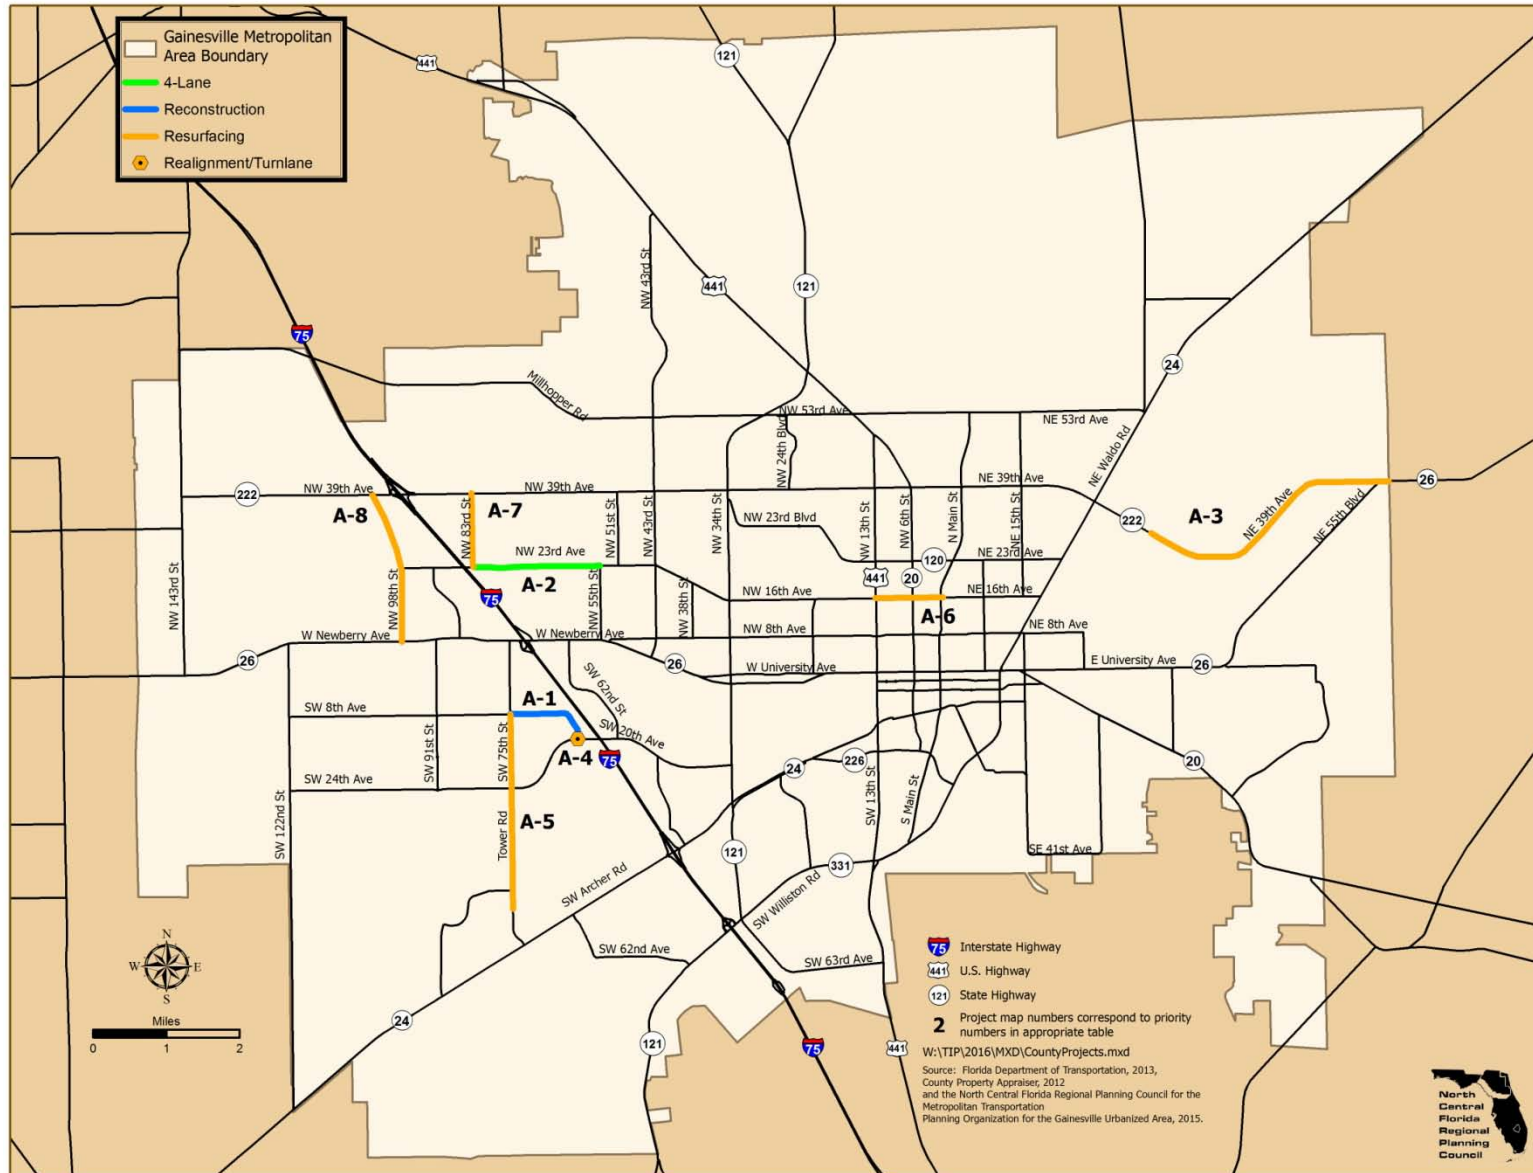 Gainesville Metropolitan
Area Boundary
4-Lane
Reconstruction
Resurfacing
Realignment/Turnlane
441
121
75
NW 43rd St
441
121
24
Millhopper Rd
NW 53rd Ave
NE 53rd Ave
NW 24th Blvd
NE Waldo Rd
222
NW 39th Ave
NW 39th Ave
NE 39th Ave
26
A-8
NW 83rd St
A-7
NW 51st St
NW 43rd St
NW 34th St
NW 23rd Blvd
NW 13th St
NW 6th St
N Main St
NE 15th St
222
A-3
NE 39th Ave
NE 55th Blvd
NW 23rd Ave
120
NE 23rd Ave
NW 143rd St
NW 98th St
75
A-2
NW 55th St
NW 38th St
441
20
NW 16th Ave
NE 16th Ave
A-6
W Newberry Ave
W Newberry Ave
NW 8th Ave
NE 8th Ave
26
26
W University Ave
E University Ave
26
SW 62nd St
SW 8th Ave
A-1
SW 91st St
SW 75th St
SW 20th Ave
A-4
75
24
226
20
SW 24th Ave
SW 122nd St
Tower Rd
A-5
SW 13th St
S Main St
121
331
SE 41st Ave
SW Archer Rd
SW Williston Rd
SW 62nd Ave
SW 63rd Ave
24
121
75
441
N
W
E
S
Miles
0
1
2
75 Interstate Highway
441 U.S. Highway
121 State Highway
2 Project map numbers correspond to priority
numbers in appropriate table
W:\TIP\2016\MXD\CountyProjects.mxd
Source: Florida Department of Transportation, 2013,
County Property Appraiser, 2012
and the North Central Florida Regional Planning Council for the
Metropolitan Transportation
Planning Organization for the Gainesville Urbanized Area, 2015.
North
Central
Florida
Regional
Planning
Council